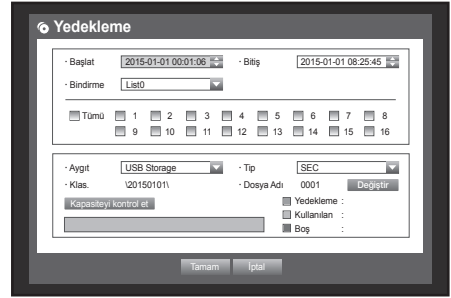 Yedekleme
· Başlat 2015-01-01 00:01:06 · Bitiş 2015-01-01 08:25:45
· Bindirme List0
Tümü 1 2 3 4 5 6 7 8
9 10 11 12 13 14 15 16
· Aygıt USB Storage · Tip SEC
· Klas. \20150101\ · Dosya Adı 0001 Değiştir
Kapasiteyi kontrol et Yedekleme :
Kullanılan :
Boş :
Tamam İptal